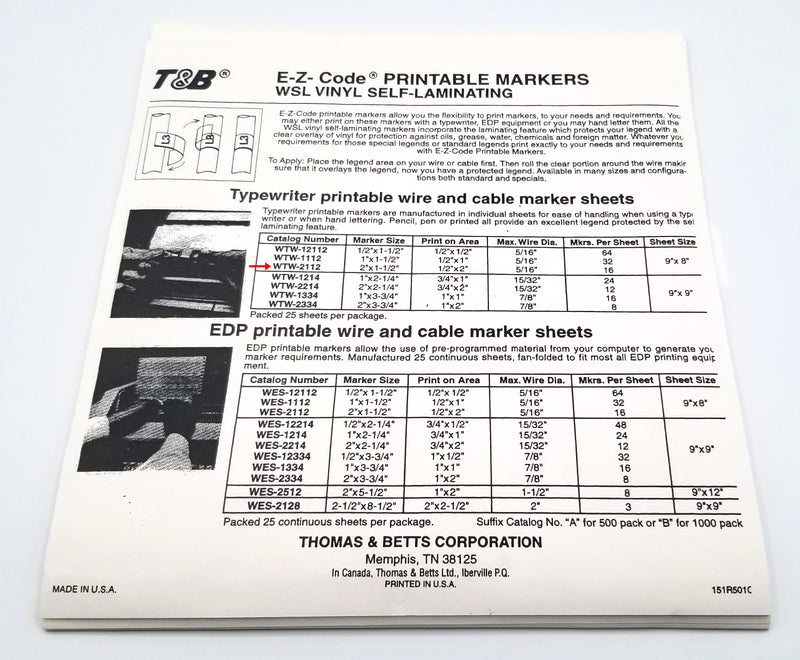 T&B®
E-Z- Code® PRINTABLE MARKERS
WSL VINYL SELF-LAMINATING
L3 L3 L3
E-Z-Code printable markers allow you the flexibility to print markers, to your needs and requirements. You
may either print on these markers with a typewriter, EDP equipment or you may hand letter them. All the
WSL vinyl self-laminating markers incorporate the laminating feature which protects your legend with a
clear overlay of vinyl for protection against oils, grease, water, chemicals and foreign matter. Whatever you
requirements for those special legends or standard legends print exactly to your needs and requirements
with E-Z-Code Printable Markers.
To Apply: Place the legend area on your wire or cable first. Then roll the clear portion around the wire makin
sure that it overlays the legend, now you have a protected legend. Available in many sizes and configura-
tions both standard and specials.
Typewriter printable wire and cable marker sheets
Typewriter printable markers are manufactured in individual sheets for ease of handling when using a type
writer or when hand lettering. Pencil, pen or printed all provide an excellent legend protected by the sel
laminating feature.
Catalog Number Marker Size Print on Area Max. Wire Dia. Mkrs. Per Sheet Sheet Size
WTW-12112 1/2"x1-1/2" 1/2"x1/2" 5/16" 64
WTW-1112 1"x1-1/2" 1/2"x1" 5/16" 32 9"x 8"
WTW-2112 2"x1-1/2" 1/2"x2" 5/16" 16
WTW-1214 1"x2-1/4" 3/4"x1" 15/32" 24
WTW-2214 2"x2-1/4" 3/4"x2" 15/32" 12 9"x 9"
WTW-1334 1"x3-3/4" 1"x1" 7/8" 16
WTW-2334 2"x3-3/4" 1"x2" 7/8" 8
Packed 25 sheets per package.
EDP printable wire and cable marker sheets
EDP printable markers allow the use of pre-programmed material from your computer to generate you
marker requirements. Manufactured 25 continuous sheets, fan-folded to fit most all EDP printing equip
ment.
Catalog Number Marker Size Print on Area Max. Wire Dia. Mkrs. Per Sheet Sheet Size
WES-12112 1/2"x 1-1/2" 1/2"x 1/2" 5/16" 64
WES-1112 1"x1-1/2" 1/2"x1" 5/16" 32 9"x8"
WES-2112 2"x1-1/2" 1/2"x 2" 5/16" 16
WES-12214 1/2"x2-1/4" 3/4"x1/2" 15/32" 48
WES-1214 1"x2-1/4" 3/4"x1" 15/32" 24
WES-2214 2"x2-1/4" 3/4"x2" 15/32" 12 9"x9"
WES-12334 1/2"x3-3/4" 1"x1/2" 7/8" 32
WES-1334 1"x3-3/4" 1"x1" 7/8" 16
WES-2334 2"x3-3/4" 1"x2" 7/8" 8
WES-2512 2"x5-1/2" 1"x2" 1-1/2" 8 9"x12"
WES-2128 2-1/2"x8-1/2" 2"x2-1/2" 2" 3 9"x9"
Packed 25 continuous sheets per package. Suffix Catalog No. "A" for 500 pack or "B" for 1000 pack
THOMAS & BETTS CORPORATION
Memphis, TN 38125
In Canada, Thomas & Betts Ltd., Iberville P.Q.
PRINTED IN U.S.A.
MADE IN U.S.A. 151R501C